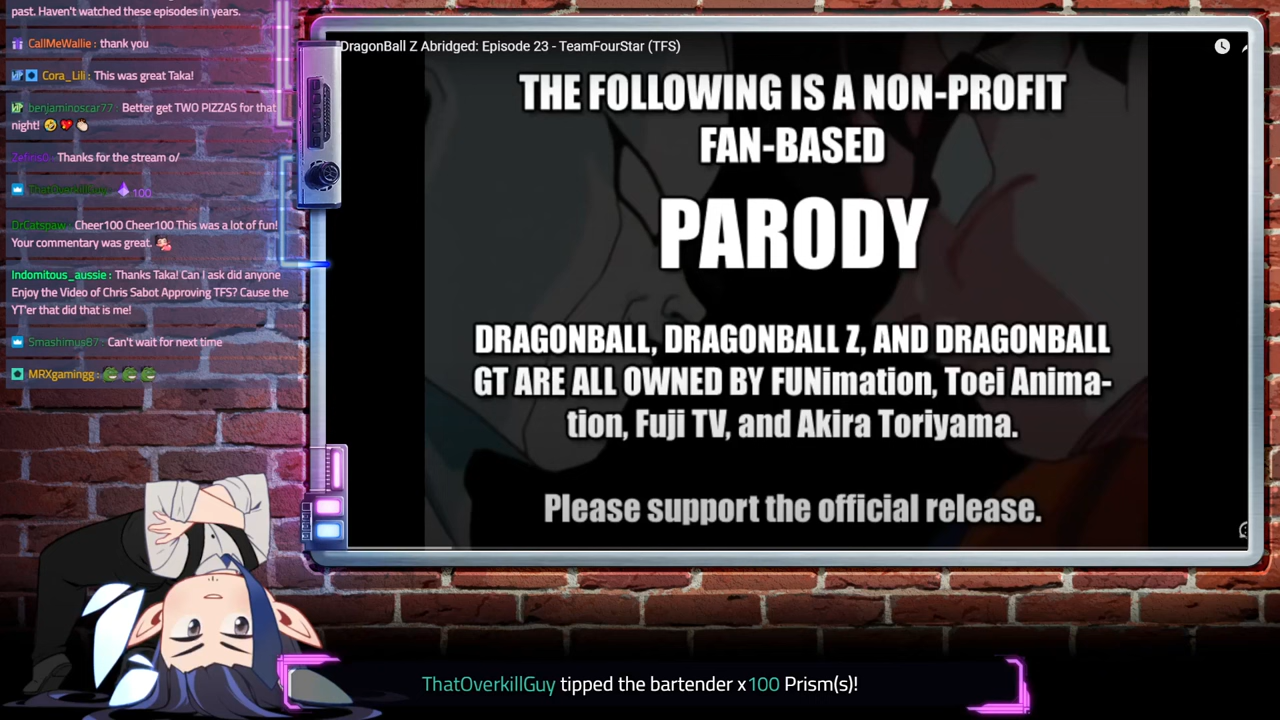 past. Haven't watched these episodes in years.
CallMeWallie : thank you
Cora_Lili : This was great Taka!
benjaminoscar77 : Better get TWO PIZZAS for that
night!
Zefiris0 : Thanks for the stream o/
ThatOverkillGuy 100
DrCatspaw : Cheer100 Cheer100 This was a lot of fun!
Your commentary was great.
Indomitous_aussie : Thanks Taka! Can I ask did anyone
Enjoy the Video of Chris Sabot Approving TFS? Cause the
YT'er that did that is me!
Smashimus87 : Can't wait for next time
MRXgamingg :
DragonBall Z Abridged: Episode 23 - TeamFourStar (TFS)
THE FOLLOWING IS A NON-PROFIT
FAN-BASED
PARODY
DRAGONBALL, DRAGONBALL Z, AND DRAGONBALL
GT ARE ALL OWNED BY FUNimation, Toei Anima-
tion, Fuji TV, and Akira Toriyama.
Please support the official release.
ThatOverkillGuy tipped the bartender x100 Prism(s)!